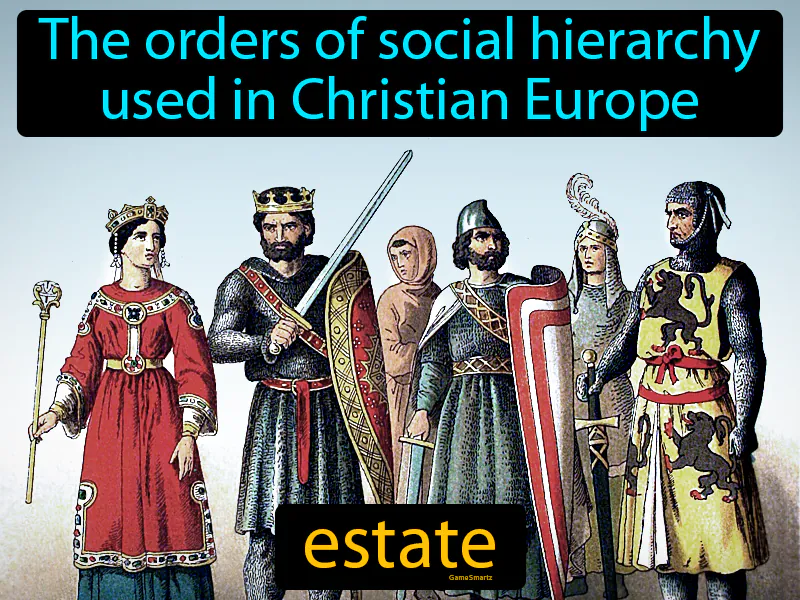 The orders of social hierarchy
used in Christian Europe
estate
GameSmartz